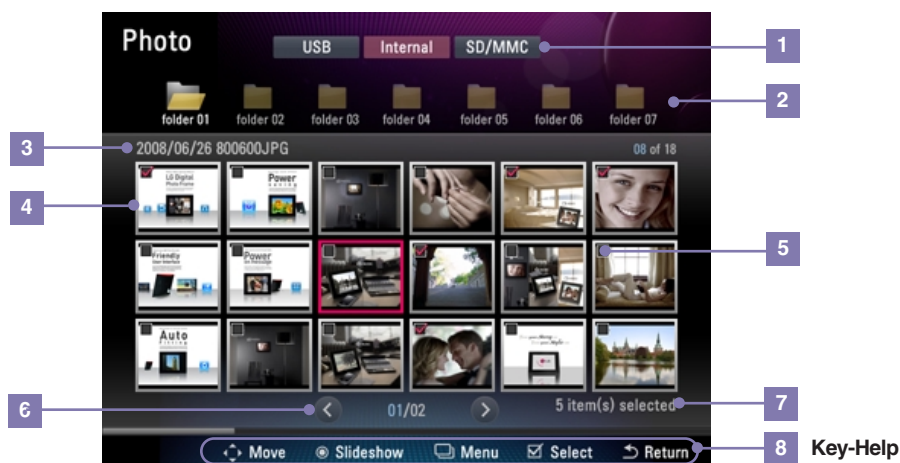 Photo
USB Internal SD/MMC
1
folder 01 folder 02 folder 03 folder 04 folder 05 folder 06 folder 07
2
3
2008/06/26 800600JPG 08 of 18
4
LG Digital
Photo Frame
Power
5
Friendly
User Interface
Power
Auto
6
01/02
5 item(s) selected
7
Move Slideshow Menu Select Return
8 Key-Help